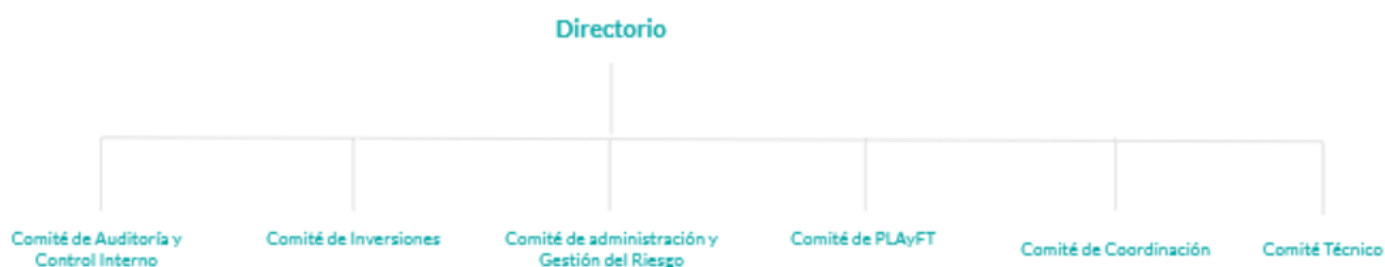 Directorio
Comité de Auditoría y
Control Interno
Comité de Inversiones
Comité de administración y
Gestión del Riesgo
Comité de PLAyFT
Comité de Coordinación
Comité Técnico